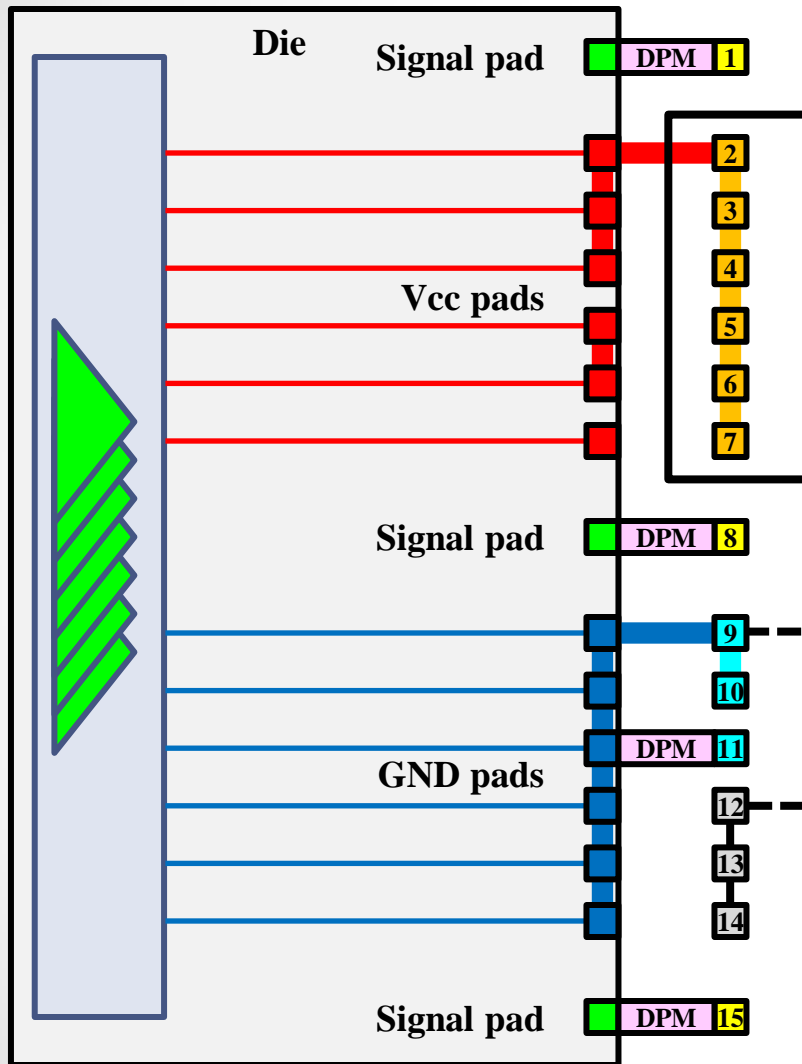 Die
Signal pad
DPM 1
2
3
4
Vcc pads
5
6
7
Signal pad
DPM 8
9
10
DPM 11
GND pads
12
13
14
Signal pad
DPM 15